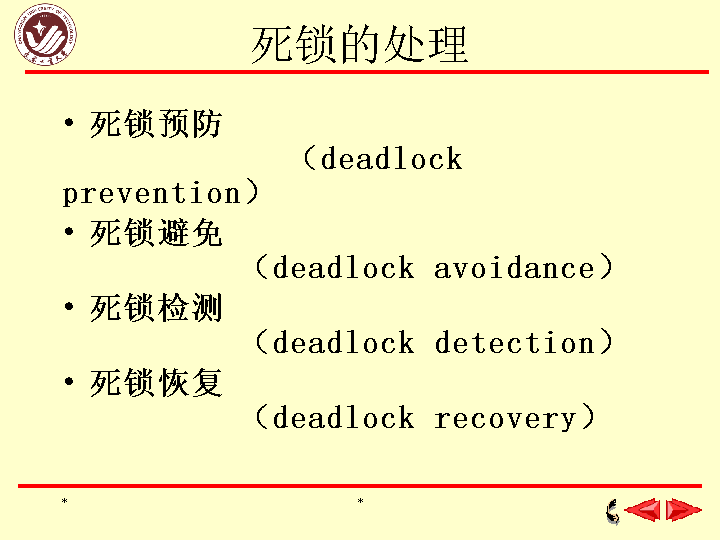 死锁的处理
• 死锁预防
（deadlock
prevention）
• 死锁避免
（deadlock avoidance）
• 死锁检测
（deadlock detection）
• 死锁恢复
（deadlock recovery）
* *